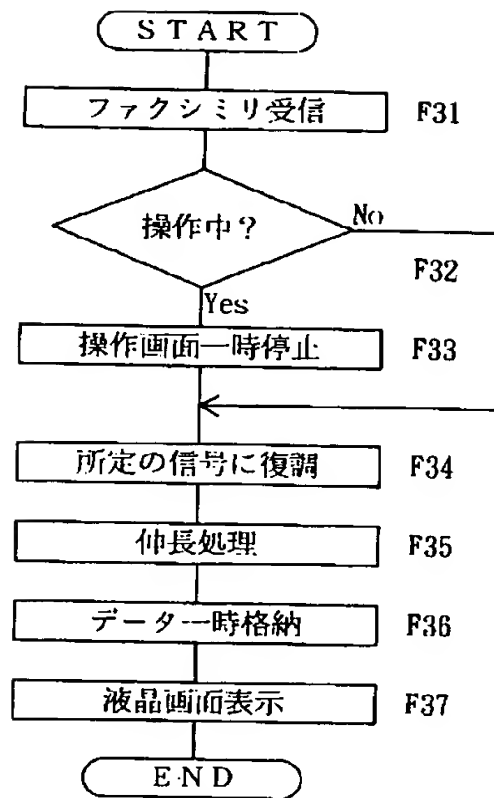 START
ファクシミリ受信 F31
操作中？ No
F32
Yes
操作画面一時停止 F33
所定の信号に復調 F34
伸長処理 F35
データ一時格納 F36
液晶画面表示 F37
END